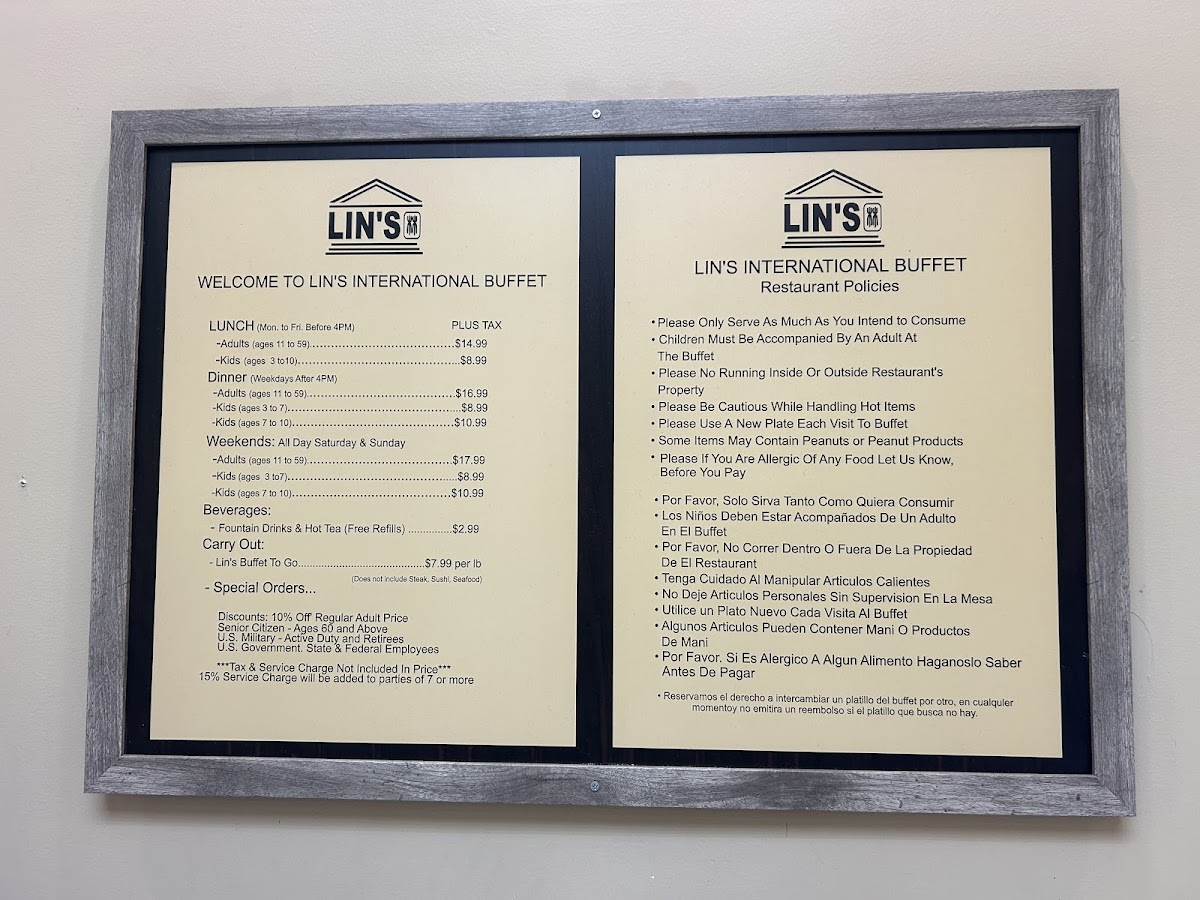 LIN'S
WELCOME TO LIN'S INTERNATIONAL BUFFET
LUNCH (Mon. to Fri. Before 4PM) PLUS TAX
-Adults (ages 11 to 59)....................................$14.99
-Kids (ages 3 to10)..........................................$8.99
Dinner (Weekdays After 4PM)
-Adults (ages 11 to 59)......................................$16.99
-Kids (ages 3 to 7)............................................$8.99
-Kids (ages 7 to 10)..........................................$10.99
Weekends: All Day Saturday & Sunday
-Adults (ages 11 to 59)......................................$17.99
-Kids (ages 3 to7)............................................$8.99
-Kids (ages 7 to 10)..........................................$10.99
Beverages:
- Fountain Drinks & Hot Tea (Free Refills) ..............$2.99
Carry Out:
- Lin's Buffet To Go........................................$7.99 per lb
(Does not include Steak, Sushi, Seafood)
- Special Orders...
Discounts: 10% Off Regular Adult Price
Senior Citizen - Ages 60 and Above
U.S. Military - Active Duty and Retirees
U.S. Government. State & Federal Employees
***Tax & Service Charge Not Included In Price***
15% Service Charge will be added to parties of 7 or more
LIN'S
LIN'S INTERNATIONAL BUFFET
Restaurant Policies
• Please Only Serve As Much As You Intend to Consume
• Children Must Be Accompanied By An Adult At
The Buffet
• Please No Running Inside Or Outside Restaurant's
Property
• Please Be Cautious While Handling Hot Items
• Please Use A New Plate Each Visit To Buffet
• Some Items May Contain Peanuts or Peanut Products
• Please If You Are Allergic Of Any Food Let Us Know,
Before You Pay
• Por Favor, Solo Sirva Tanto Como Quiera Consumir
• Los Niños Deben Estar Acompañados De Un Adulto
En El Buffet
• Por Favor, No Correr Dentro O Fuera De La Propiedad
De El Restaurant
• Tenga Cuidado Al Manipular Articulos Calientes
• No Deje Articulos Personales Sin Supervision En La Mesa
• Utilice un Plato Nuevo Cada Visita Al Buffet
• Algunos Articulos Pueden Contener Mani O Productos
De Mani
• Por Favor. Si Es Alergico A Algun Alimento Haganoslo Saber
Antes De Pagar
• Reservamos el derecho a intercambiar un platillo del buffet por otro, en cualquier
momentoy no emitira un reembolso si el platillo que busca no hay.